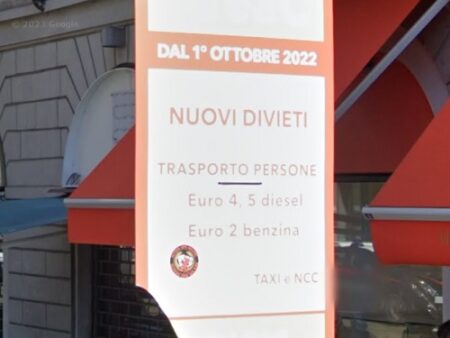 © 2023 Google
DAL 1° OTTOBRE 2022
NUOVI DIVIETI
TRASPORTO PERSONE
Euro 4, 5 diesel
Euro 2 benzina
TAXI e NCC